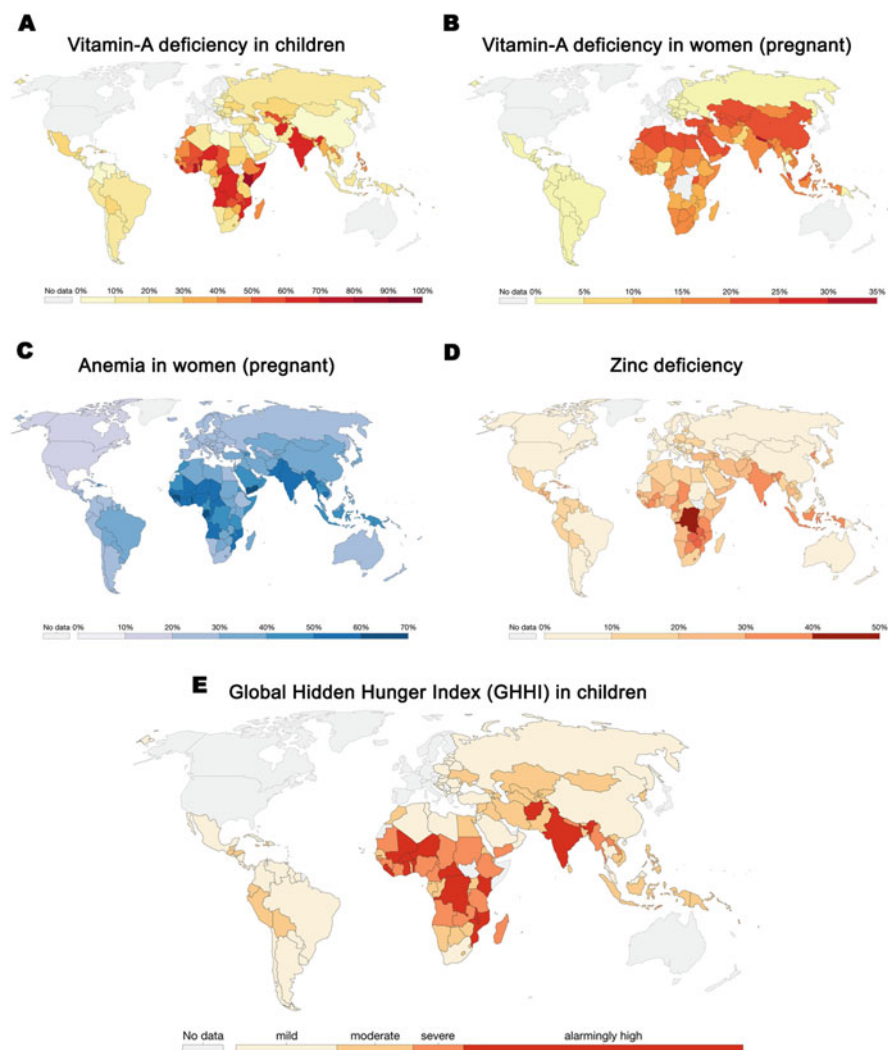 A
Vitamin-A deficiency in children
B
Vitamin-A deficiency in women (pregnant)
No data 0% 10% 20% 30% 40% 50% 60% 70% 80% 90% 100%
No data 0% 5% 10% 15% 20% 25% 30% 35%
C
Anemia in women (pregnant)
D
Zinc deficiency
No data 0% 10% 20% 30% 40% 50% 60% 70%
No data 0% 10% 20% 30% 40% 50%
E
Global Hidden Hunger Index (GHHI) in children
No data mild moderate severe alarmingly high